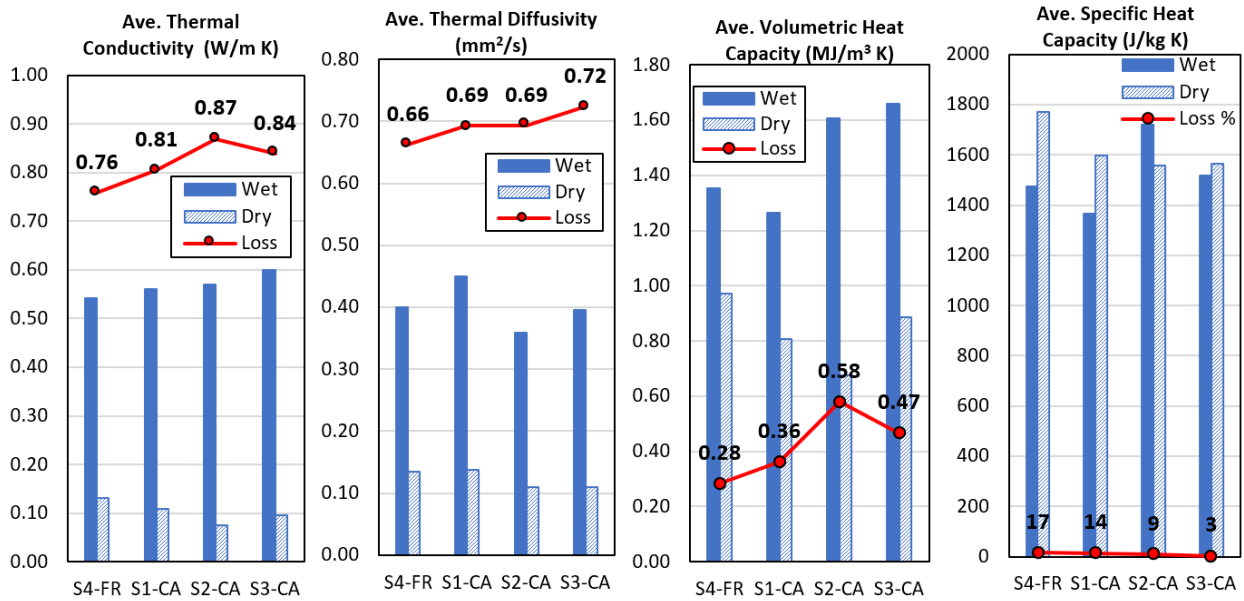 Ave. Thermal
Conductivity (W/m K)
1.00
0.90
0.80
0.70
0.60
0.50
0.40
0.30
0.20
0.10
0.00
0.76
0.81
0.87
0.84
Wet
Dry
Loss
S4-FR S1-CA S2-CA S3-CA
Ave. Thermal Diffusivity
(mm²/s)
0.80
0.70
0.60
0.50
0.40
0.30
0.20
0.10
0.00
0.66
0.69
0.69
0.72
Wet
Dry
Loss
S4-FR S1-CA S2-CA S3-CA
Ave. Volumetric Heat
Capacity (MJ/m³ K)
1.80
1.60
1.40
1.20
1.00
0.80
0.60
0.40
0.20
0.00
Wet
Dry
Loss
0.28
0.36
0.58
0.47
S4-FR S1-CA S2-CA S3-CA
Ave. Specific Heat
Capacity (J/kg K)
2000
1800
1600
1400
1200
1000
800
600
400
200
0
Wet
Dry
Loss %
17
14
9
3
S4-FR S1-CA S2-CA S3-CA